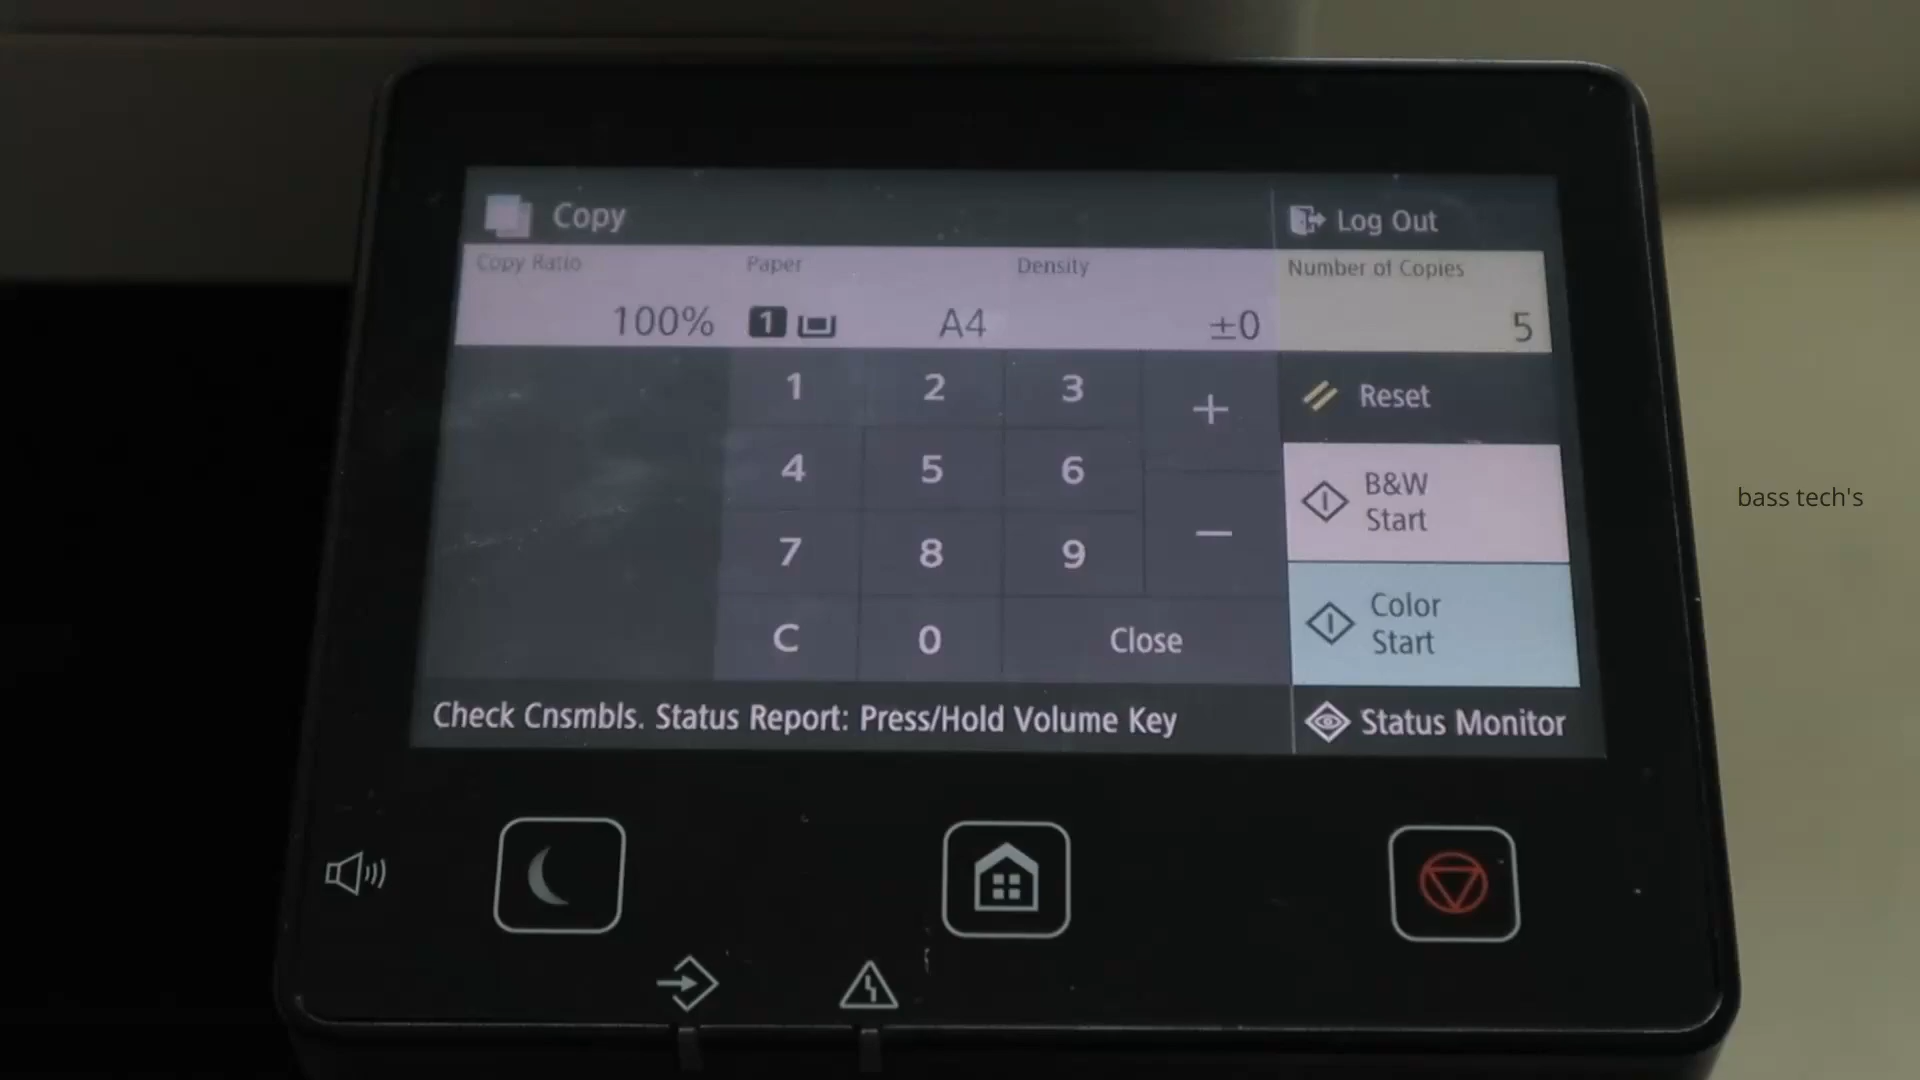 Copy
Log Out
Copy Ratio Paper Density Number of Copies
100% 1 A4 ±0 5
1 2 3 +
Reset
4 5 6
B&W
Start
bass tech's
7 8 9 −
Color
Start
C 0 Close
Check Cnsmbls. Status Report: Press/Hold Volume Key
Status Monitor